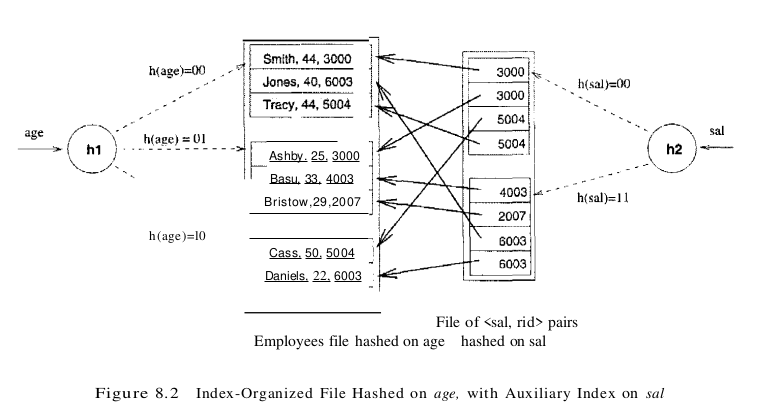 Smith, 44, 3000
Jones, 40, 6003
Tracy, 44, 5004
Ashby, 25, 3000
Basu, 33, 4003
Bristow,29,2007
Cass, 50, 5004
Daniels, 22, 6003
h(age)=00
h(age) = 01
h(age)=l0
age
h1
3000
3000
5004
5004
4003
2007
6003
6003
h(sal)=00
h(sal)=11
sal
h2
File of <sal, rid> pairs
Employees file hashed on age hashed on sal
Figure 8.2 Index-Organized File Hashed on age, with Auxiliary Index on sal